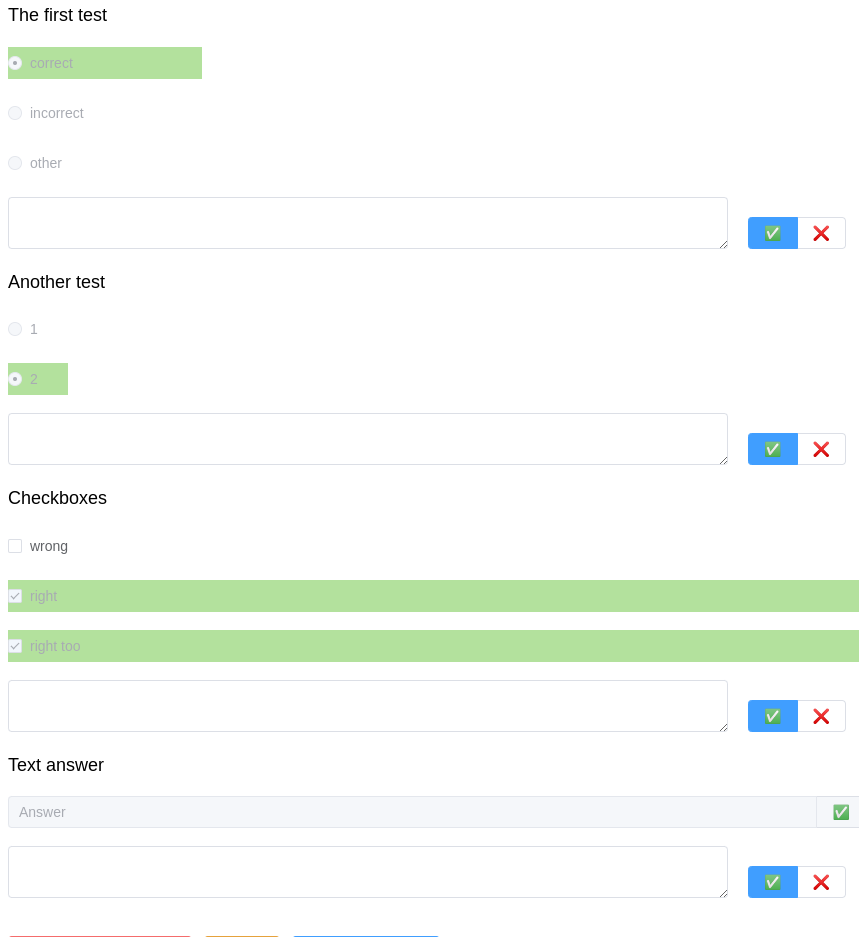 The first test
correct
incorrect
other
Another test
1
2
Checkboxes
wrong
right
right too
Text answer
Answer